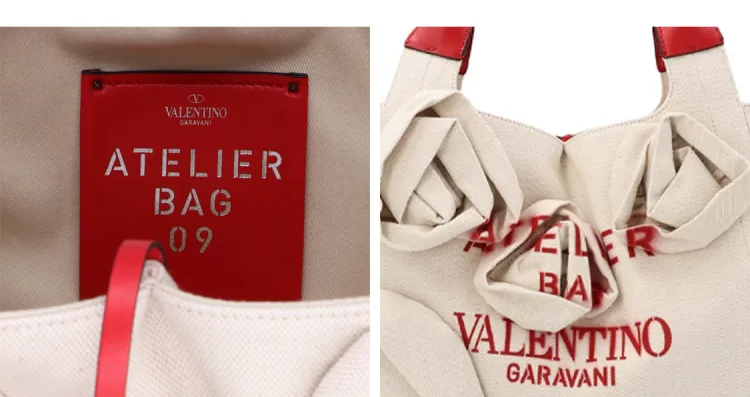 VALENTINO
GARAVANI
ATELIER
BAG
09
ATELIER
BAG
VALENTINO
GARAVANI